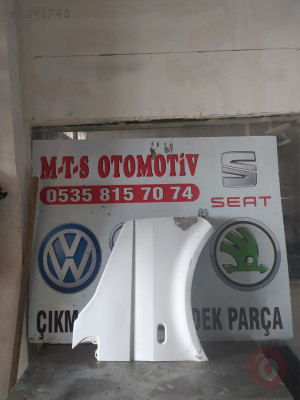 M-T-S OTOMOTİV
0535 815 70 74
SEAT
ÇIKM
DEK PARÇA